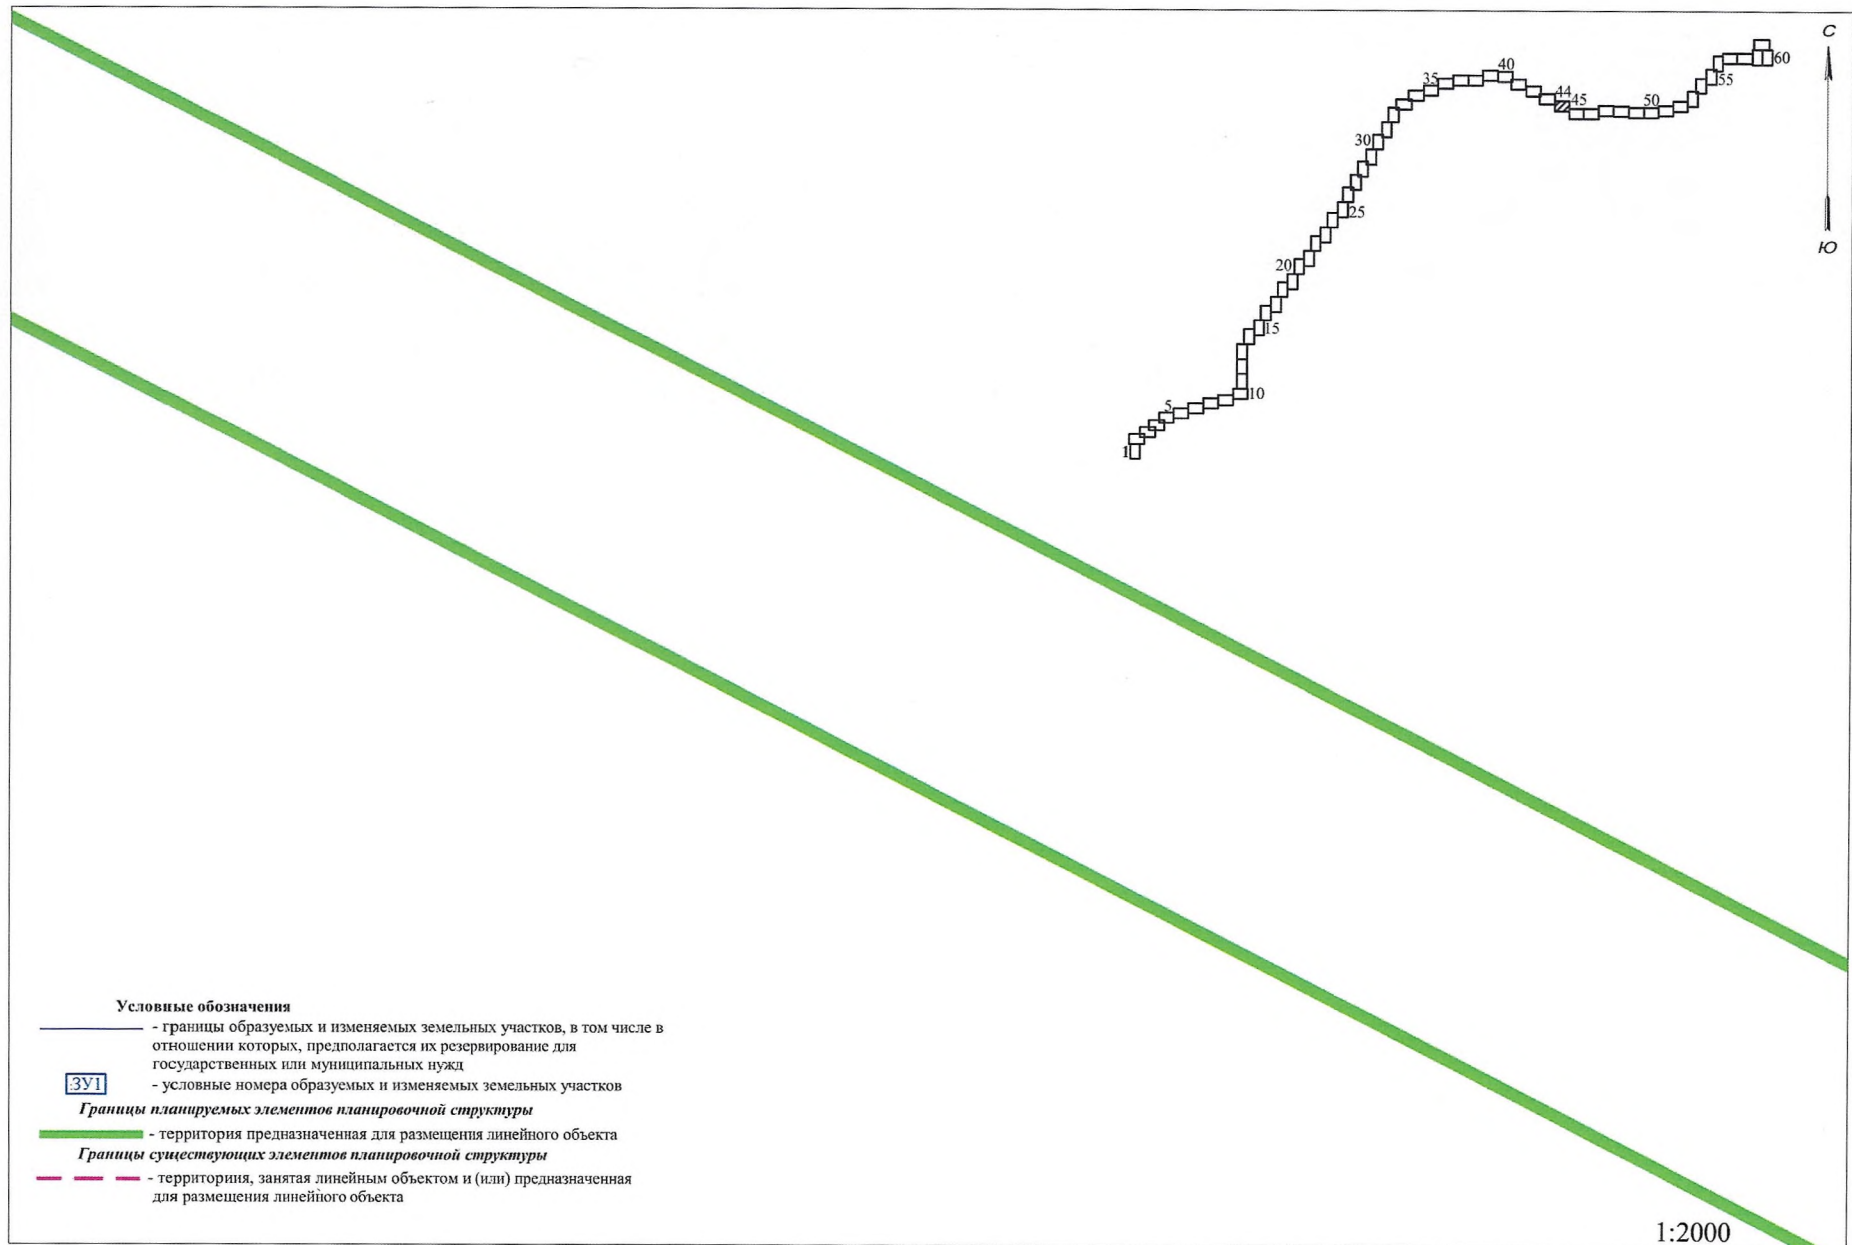 С
40
60
35
55
44
45
50
30
25
Ю
20
15
10
5
1
Условные обозначения
- границы образуемых и изменяемых земельных участков, в том числе в
отношении которых, предполагается их резервирование для
государственных или муниципальных нужд
:ЗУ1 - условные номера образуемых и изменяемых земельных участков
Границы планируемых элементов планировочной структуры
- территория предназначенная для размещения линейного объекта
Границы существующих элементов планировочной структуры
- территориия, занятая линейным объектом и (или) предназначенная
для размещения линейного объекта
1:2000